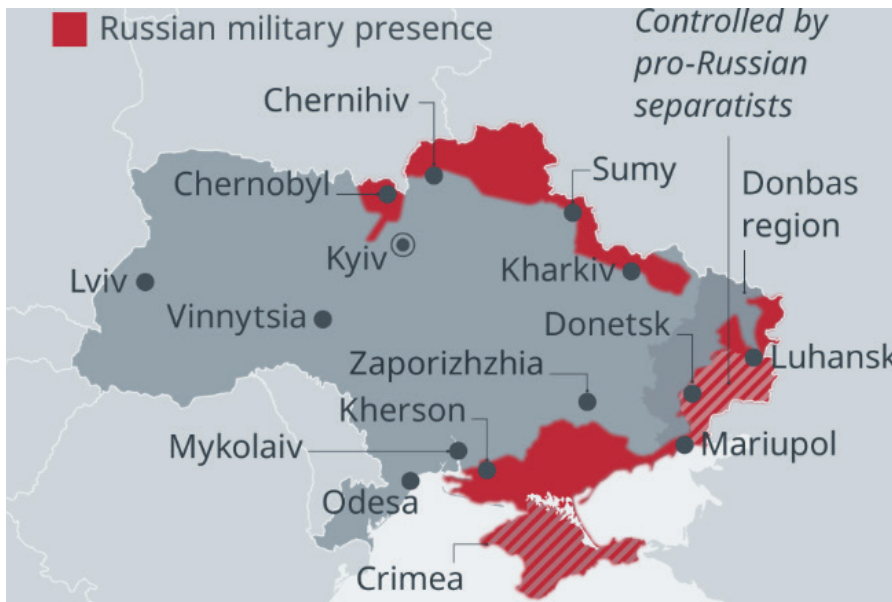 Russian military presence
Controlled by
pro-Russian
separatists
Chernihiv
Chernobyl
Sumy
Donbas
region
Kyiv
Kharkiv
Lviv
Vinnytsia
Donetsk
Luhansk
Zaporizhzhia
Kherson
Mykolaiv
Mariupol
Odesa
Crimea